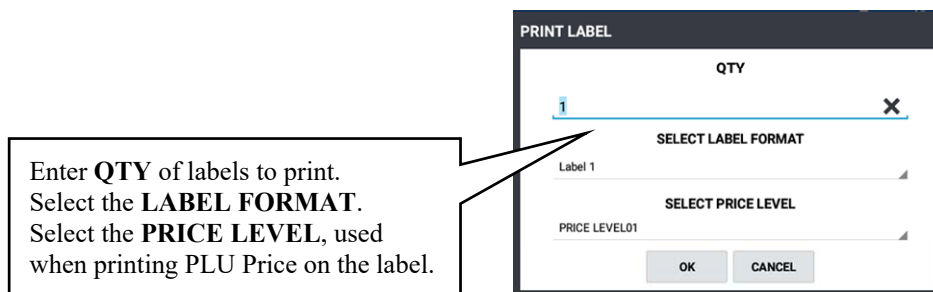 PRINT LABEL
QTY
1
SELECT LABEL FORMAT
Label 1
SELECT PRICE LEVEL
PRICE LEVEL01
OK CANCEL
Enter QTY of labels to print.
Select the LABEL FORMAT.
Select the PRICE LEVEL, used
when printing PLU Price on the label.